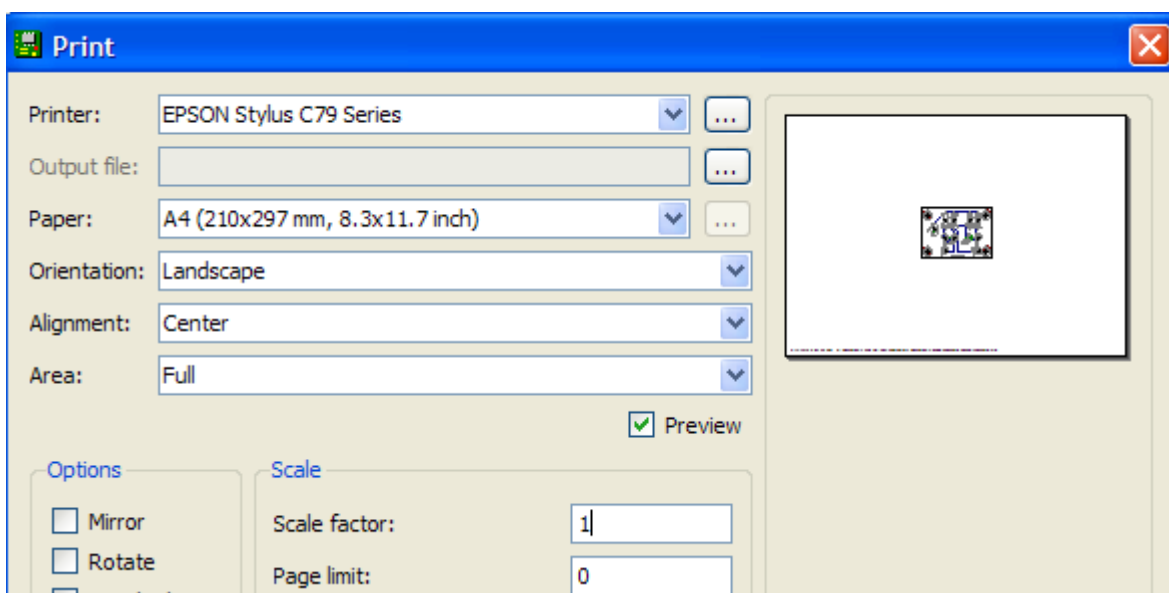 Print
Printer: EPSON Stylus C79 Series ...
Output file: ...
Paper: A4 (210x297 mm, 8.3x11.7 inch) ...
Orientation: Landscape
Alignment: Center
Area: Full
Preview
Options Scale
Mirror Scale factor: 1
Rotate Page limit: 0